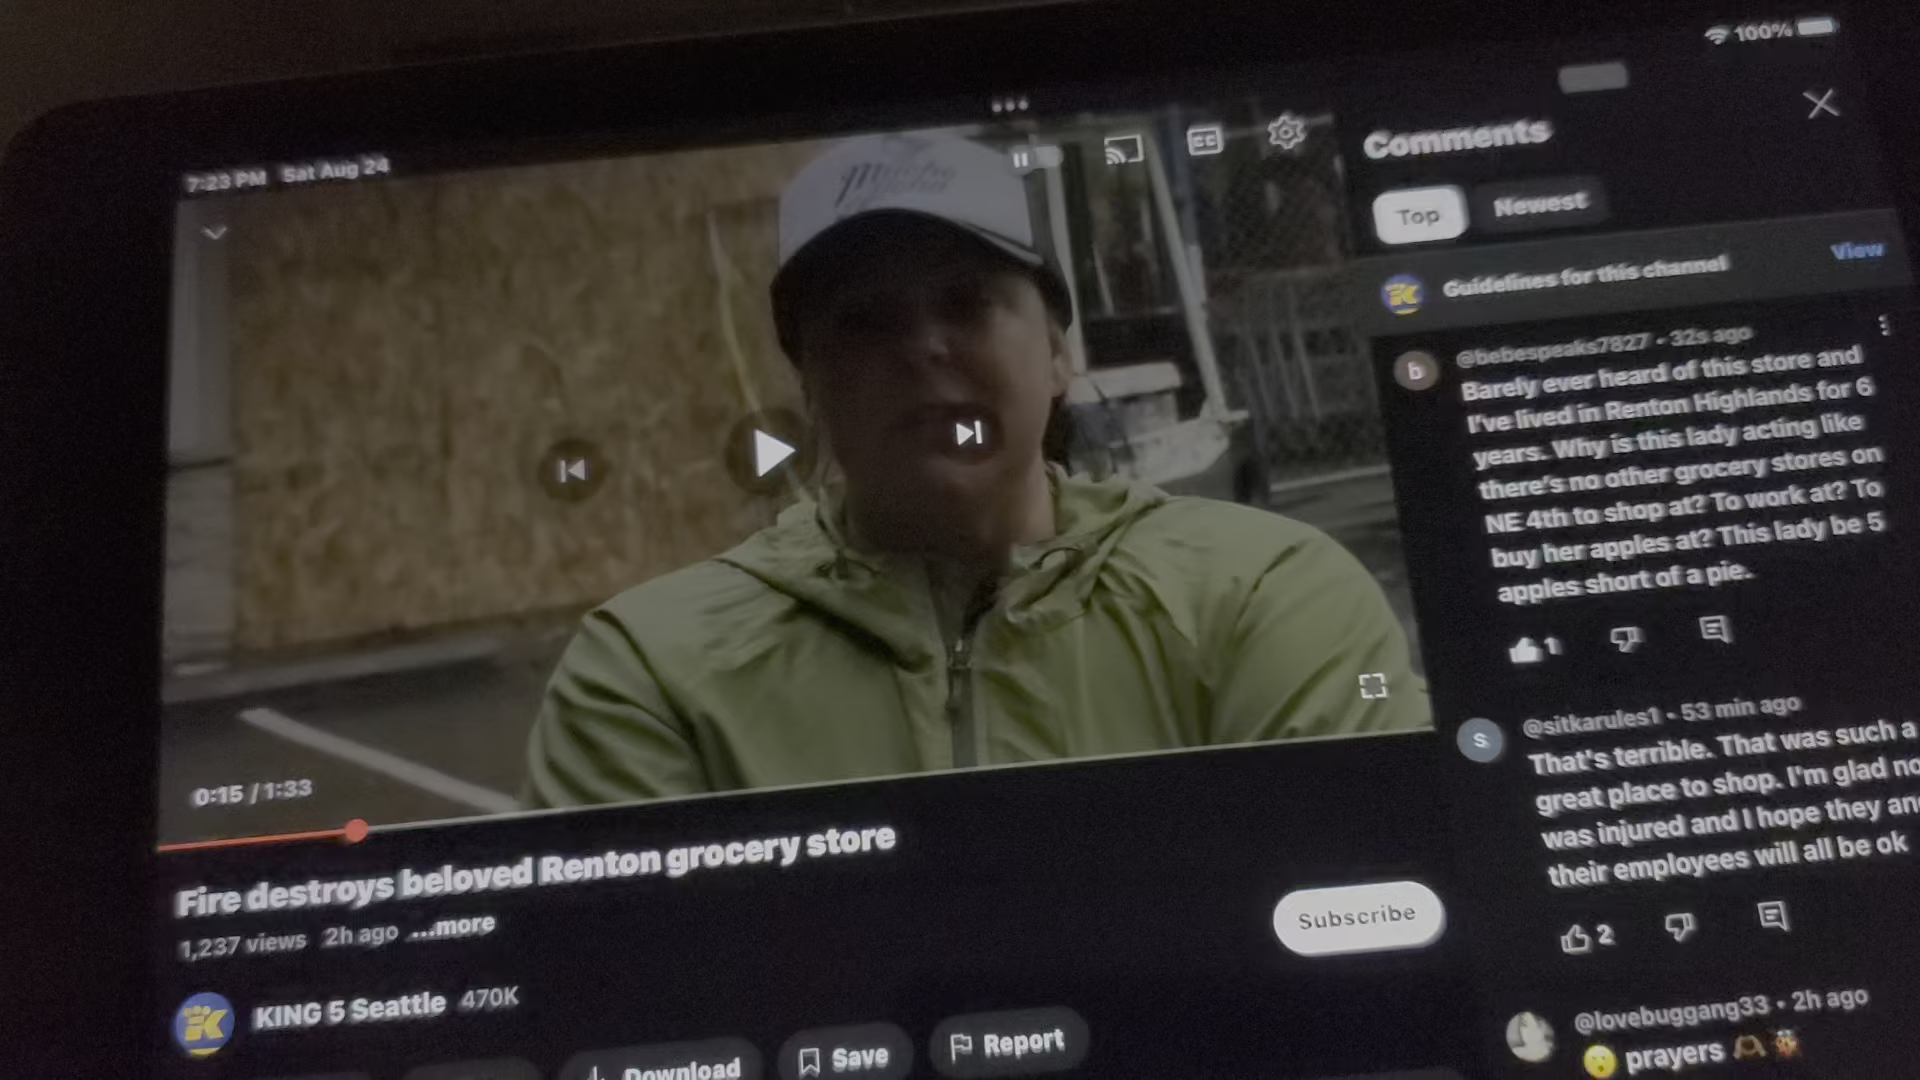 100%
7:23 PM Sat Aug 24
CC
0:15 / 1:33
Fire destroys beloved Renton grocery store
1,237 views 2h ago ...more
KING 5 Seattle 470K
Subscribe
Download
Save
Report
Comments
Top
Newest
Guidelines for this channel
View
b
@bebespeaks7827 • 32s ago
Barely ever heard of this store and
I've lived in Renton Highlands for 6
years. Why is this lady acting like
there's no other grocery stores on
NE 4th to shop at? To work at? To
buy her apples at? This lady be 5
apples short of a pie.
1
s
@sitkarules1 • 53 min ago
That's terrible. That was such a
great place to shop. I'm glad no
was injured and I hope they an
their employees will all be ok
2
@lovebuggang33 • 2h ago
😮 prayers